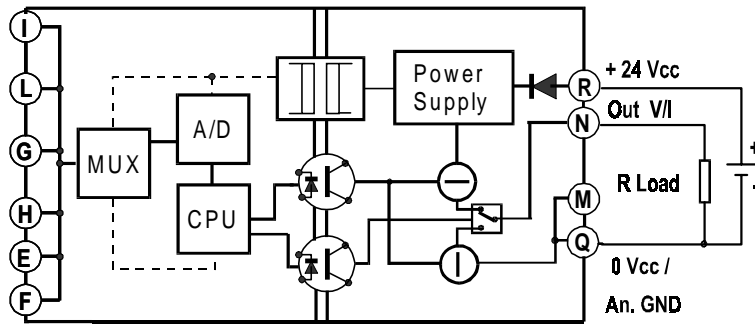 I
L
G
H
E
F
MUX
A/D
CPU
Power
Supply
R
N
M
Q
+ 24 Vcc
Out V/I
R Load
+
-
0 Vcc /
An. GND